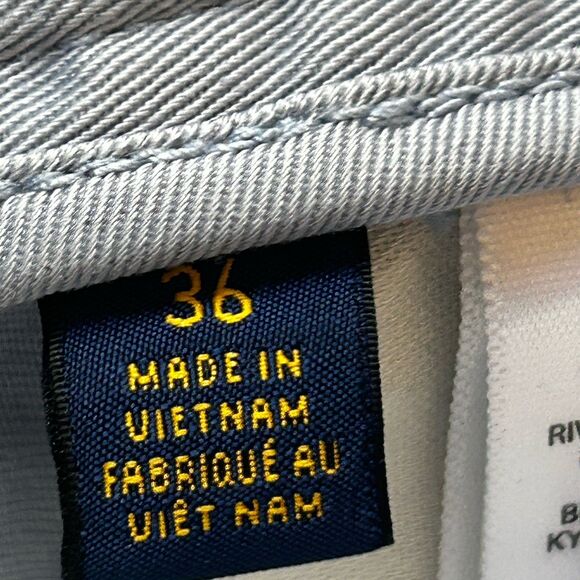 36
MADE IN
VIETNAM
FABRIQUÉ AU
VIÊT NAM